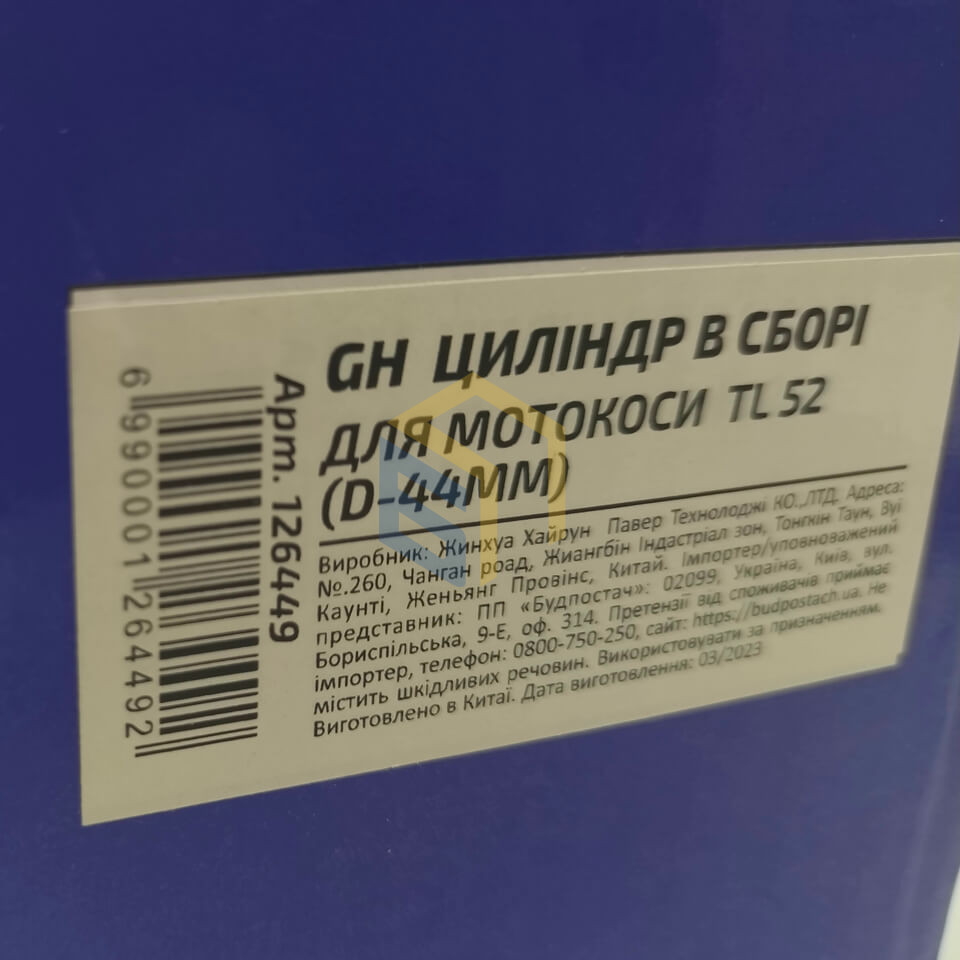 GH ЦИЛІНДР В СБОРІ
ДЛЯ МОТОКОСИ TL 52
(D-44ММ)
Виробник: Жинхуа Хайрун Павер Технолоджі КО.,ЛТД. Адреса:
№.260, Чанган роад, Жиангбін Індастріал зон, Тонгкін Таун, Вуі
Каунті, Женьянг Провінс, Китай. Імпортер/уповноважений
представник: ПП «Будпостач»: 02099, Україна, Київ, вул.
Бориспільська, 9-Е, оф. 314. Претензії від споживачів приймає
імпортер, телефон: 0800-750-250, сайт: https://budpostach.ua. Не
містить шкідливих речовин. Використовувати за призначенням.
Виготовлено в Китаї. Дата виготовлення: 03/2023
Арт. 126449
6 990001 264492